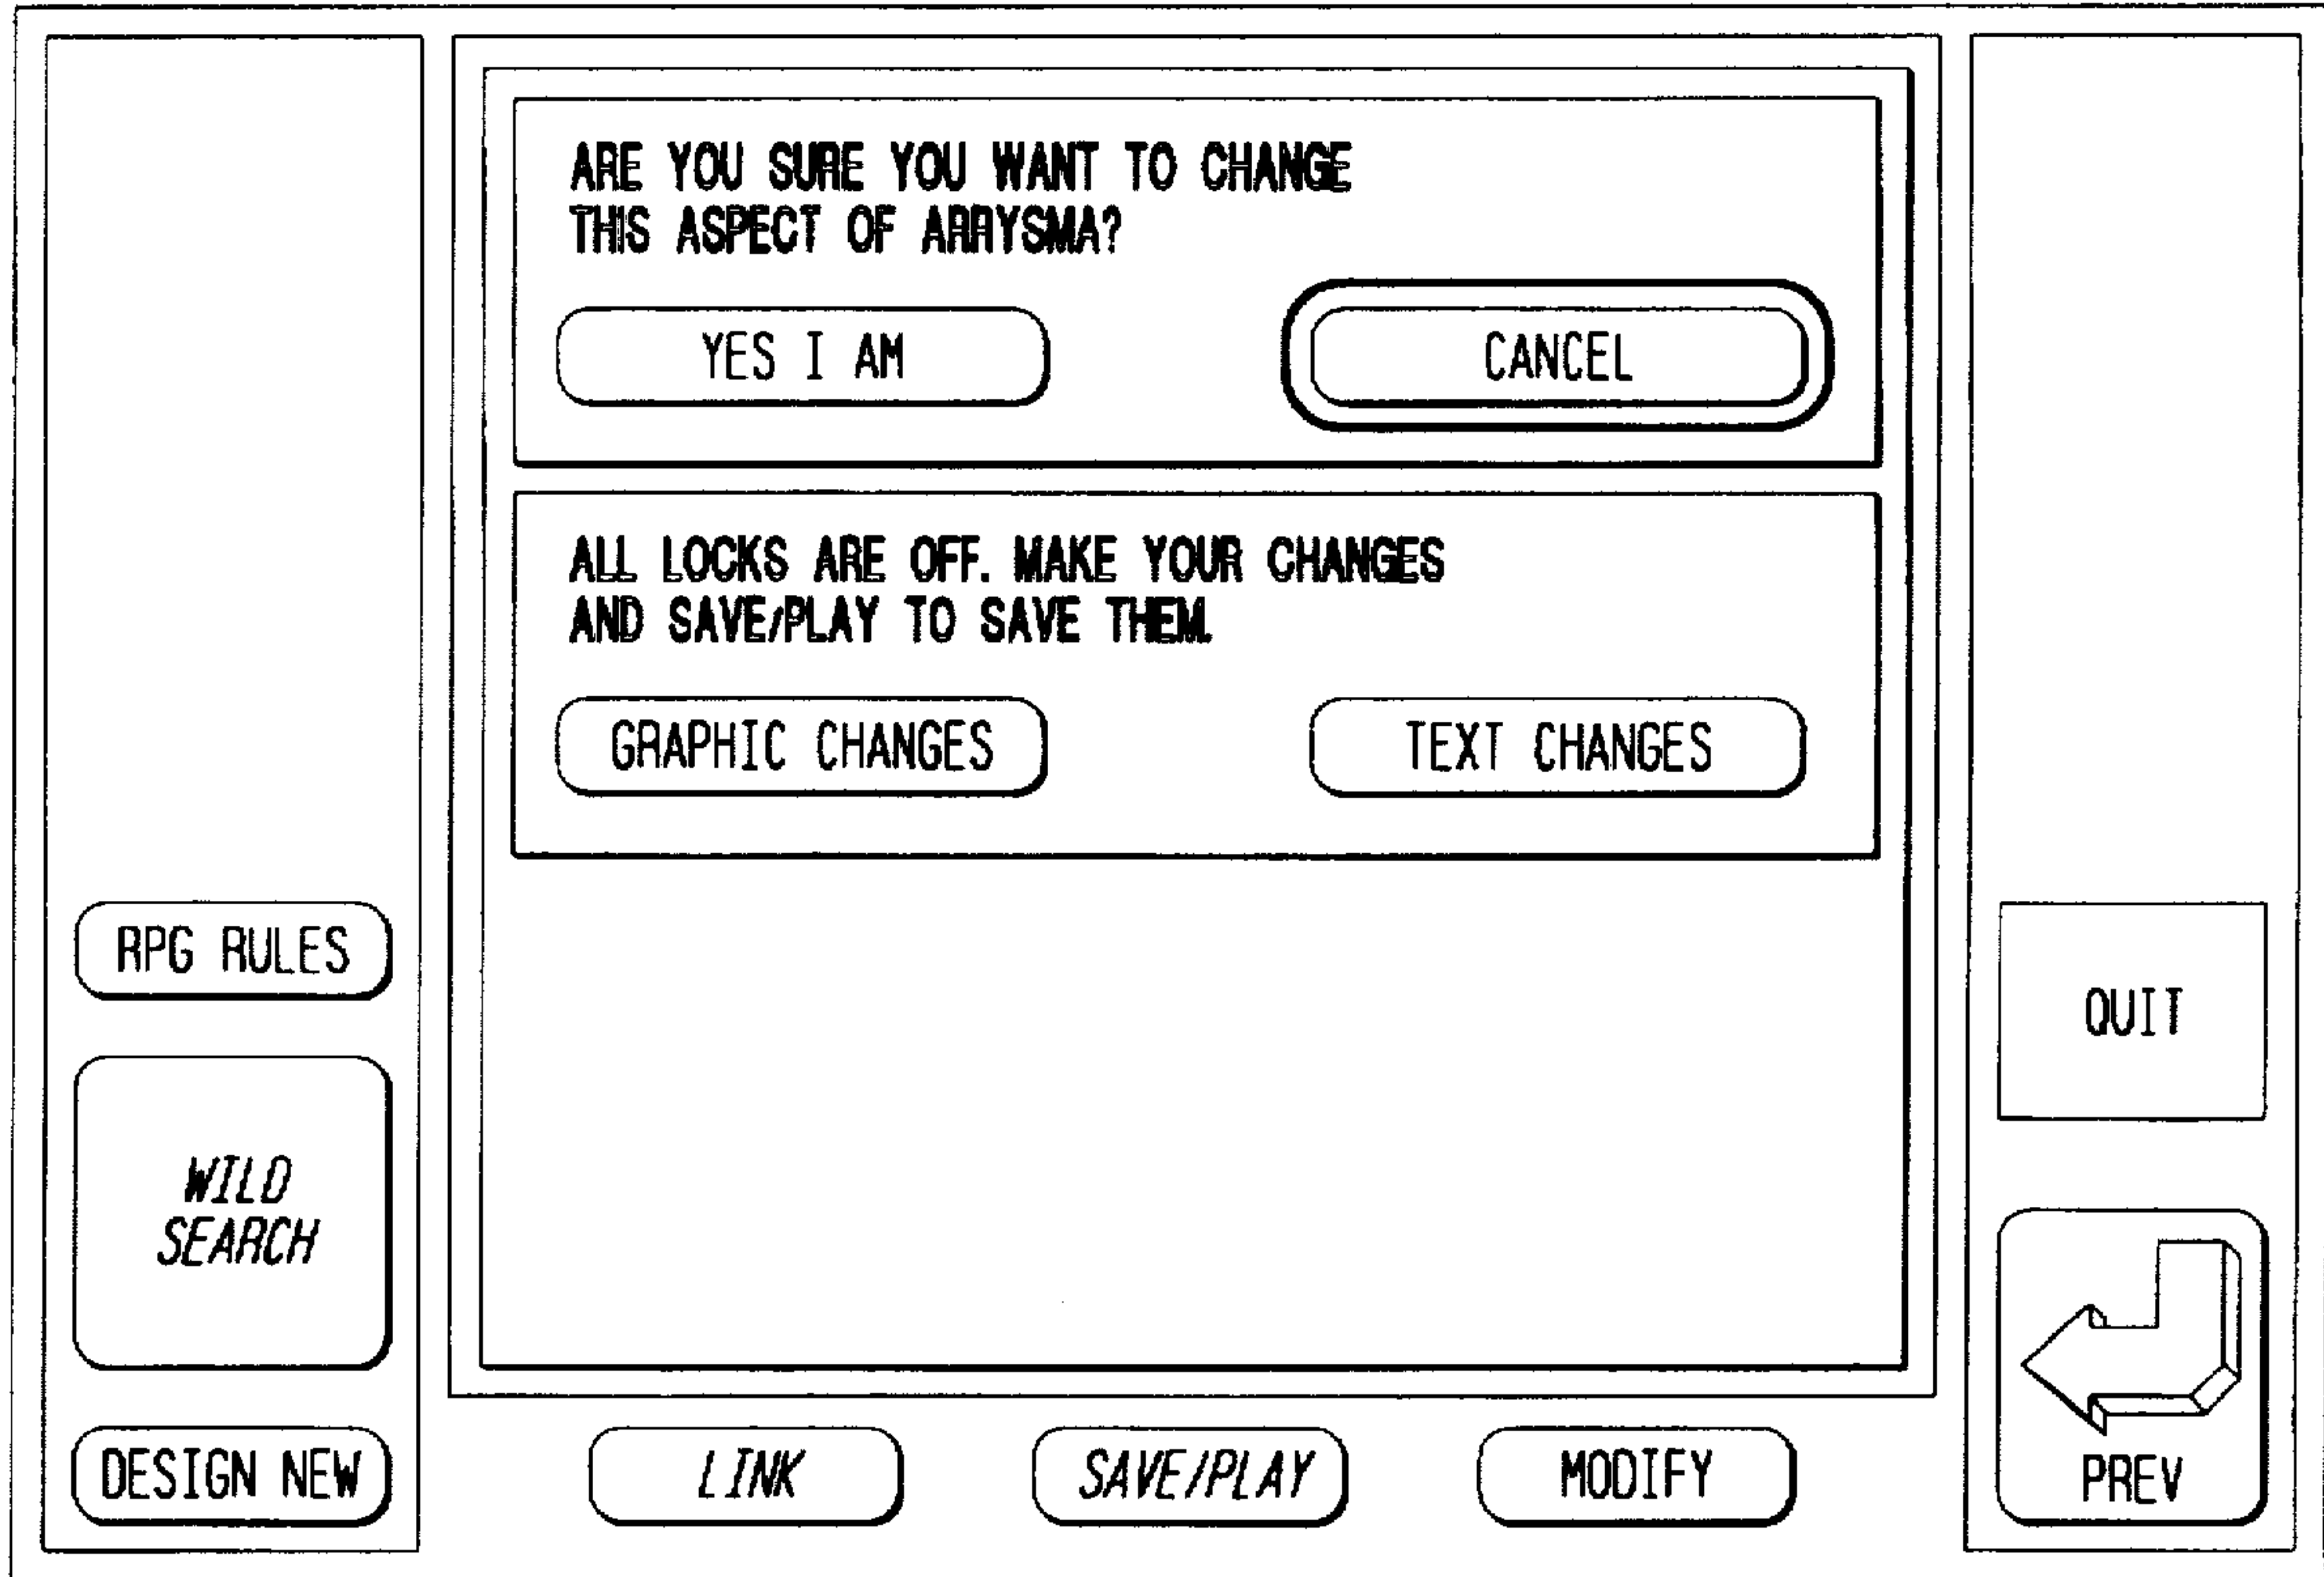 ARE YOU SURE YOU WANT TO CHANGE
THIS ASPECT OF ARRYSMA?
YES I AM
CANCEL
ALL LOCKS ARE OFF. MAKE YOUR CHANGES
AND SAVE/PLAY TO SAVE THEM.
GRAPHIC CHANGES
TEXT CHANGES
RPG RULES
WILD
SEARCH
DESIGN NEW
LINK
SAVE/PLAY
MODIFY
QUIT
PREV